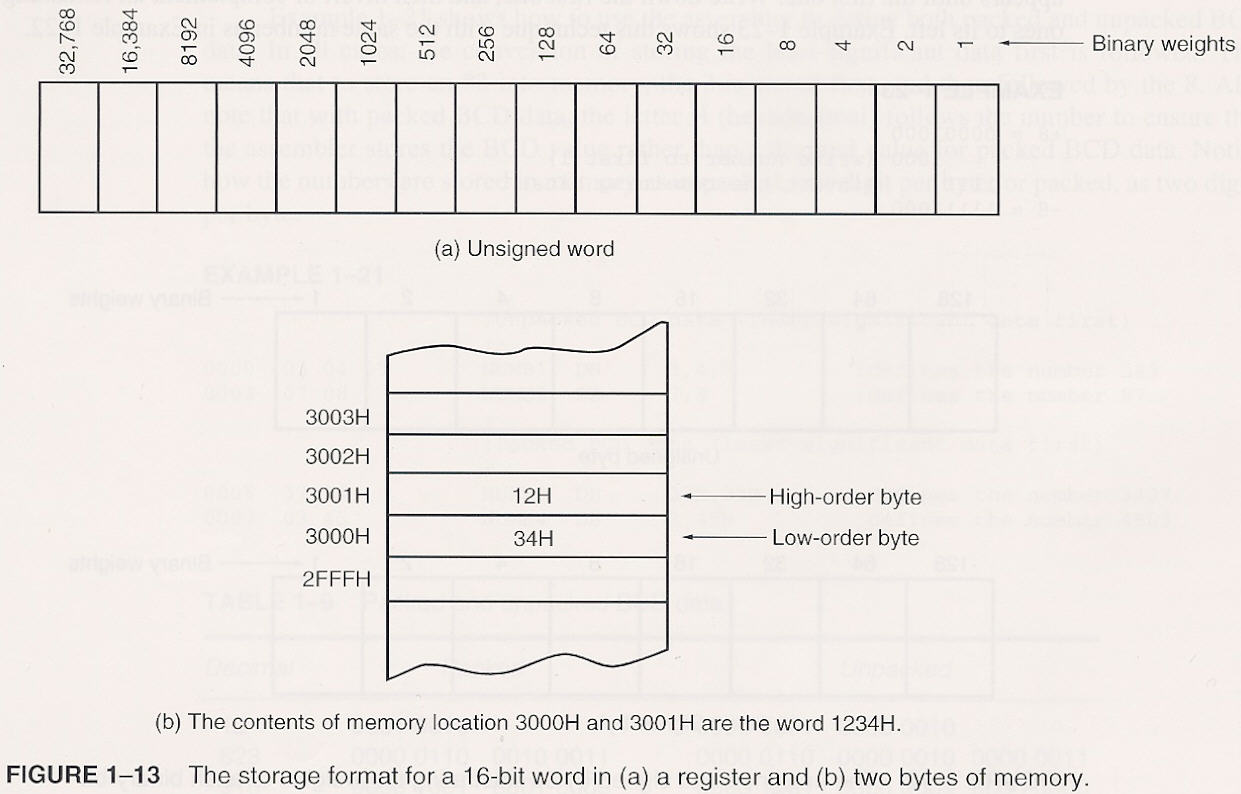 32,768 16,384 8192 4096 2048 1024 512 256 128 64 32 16 8 4 2 1 Binary weights
(a) Unsigned word
3003H
3002H
3001H 12H High-order byte
3000H 34H Low-order byte
2FFFH
(b) The contents of memory location 3000H and 3001H are the word 1234H.
FIGURE 1–13 The storage format for a 16-bit word in (a) a register and (b) two bytes of memory.